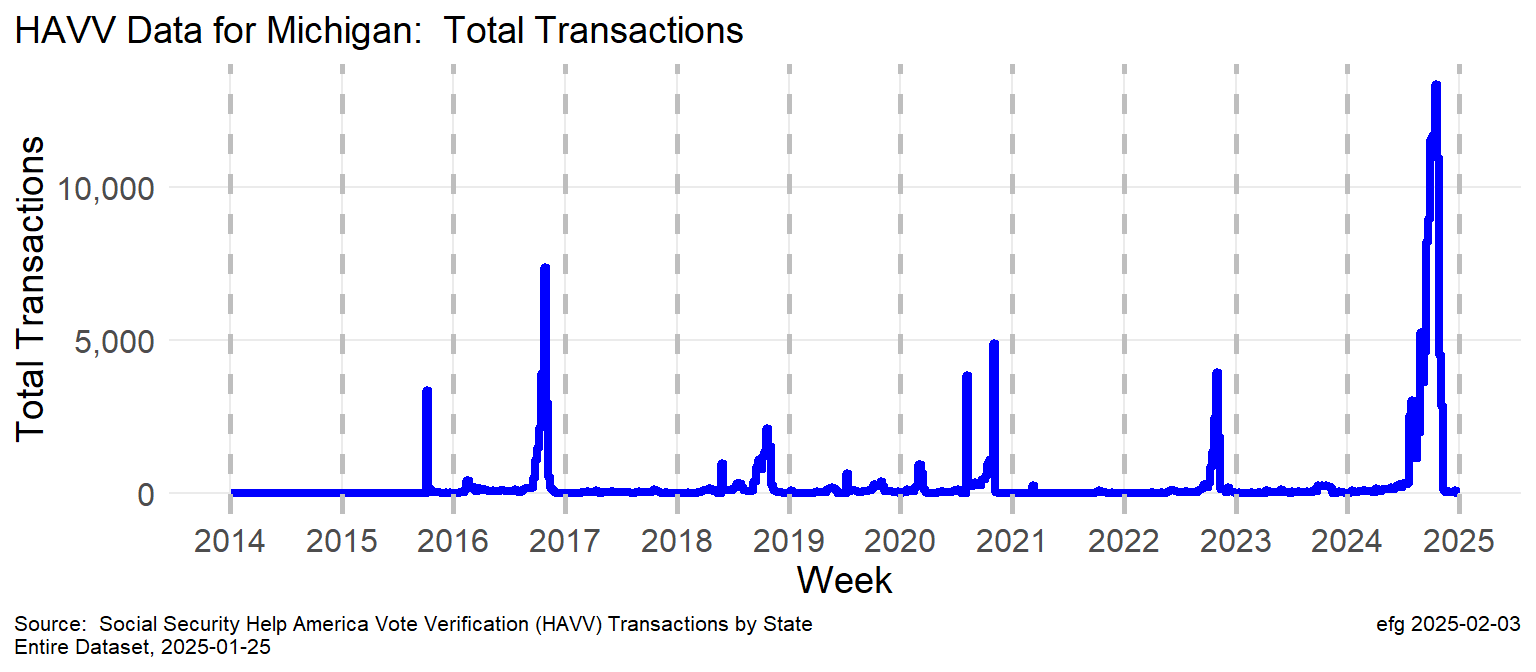 HAVV Data for Michigan:  Total Transactions
Total Transactions
10,000
5,000
0
2014 2015 2016 2017 2018 2019 2020 2021 2022 2023 2024 2025
Week
Source:  Social Security Help America Vote Verification (HAVV) Transactions by State
Entire Dataset, 2025-01-25
efg 2025-02-03